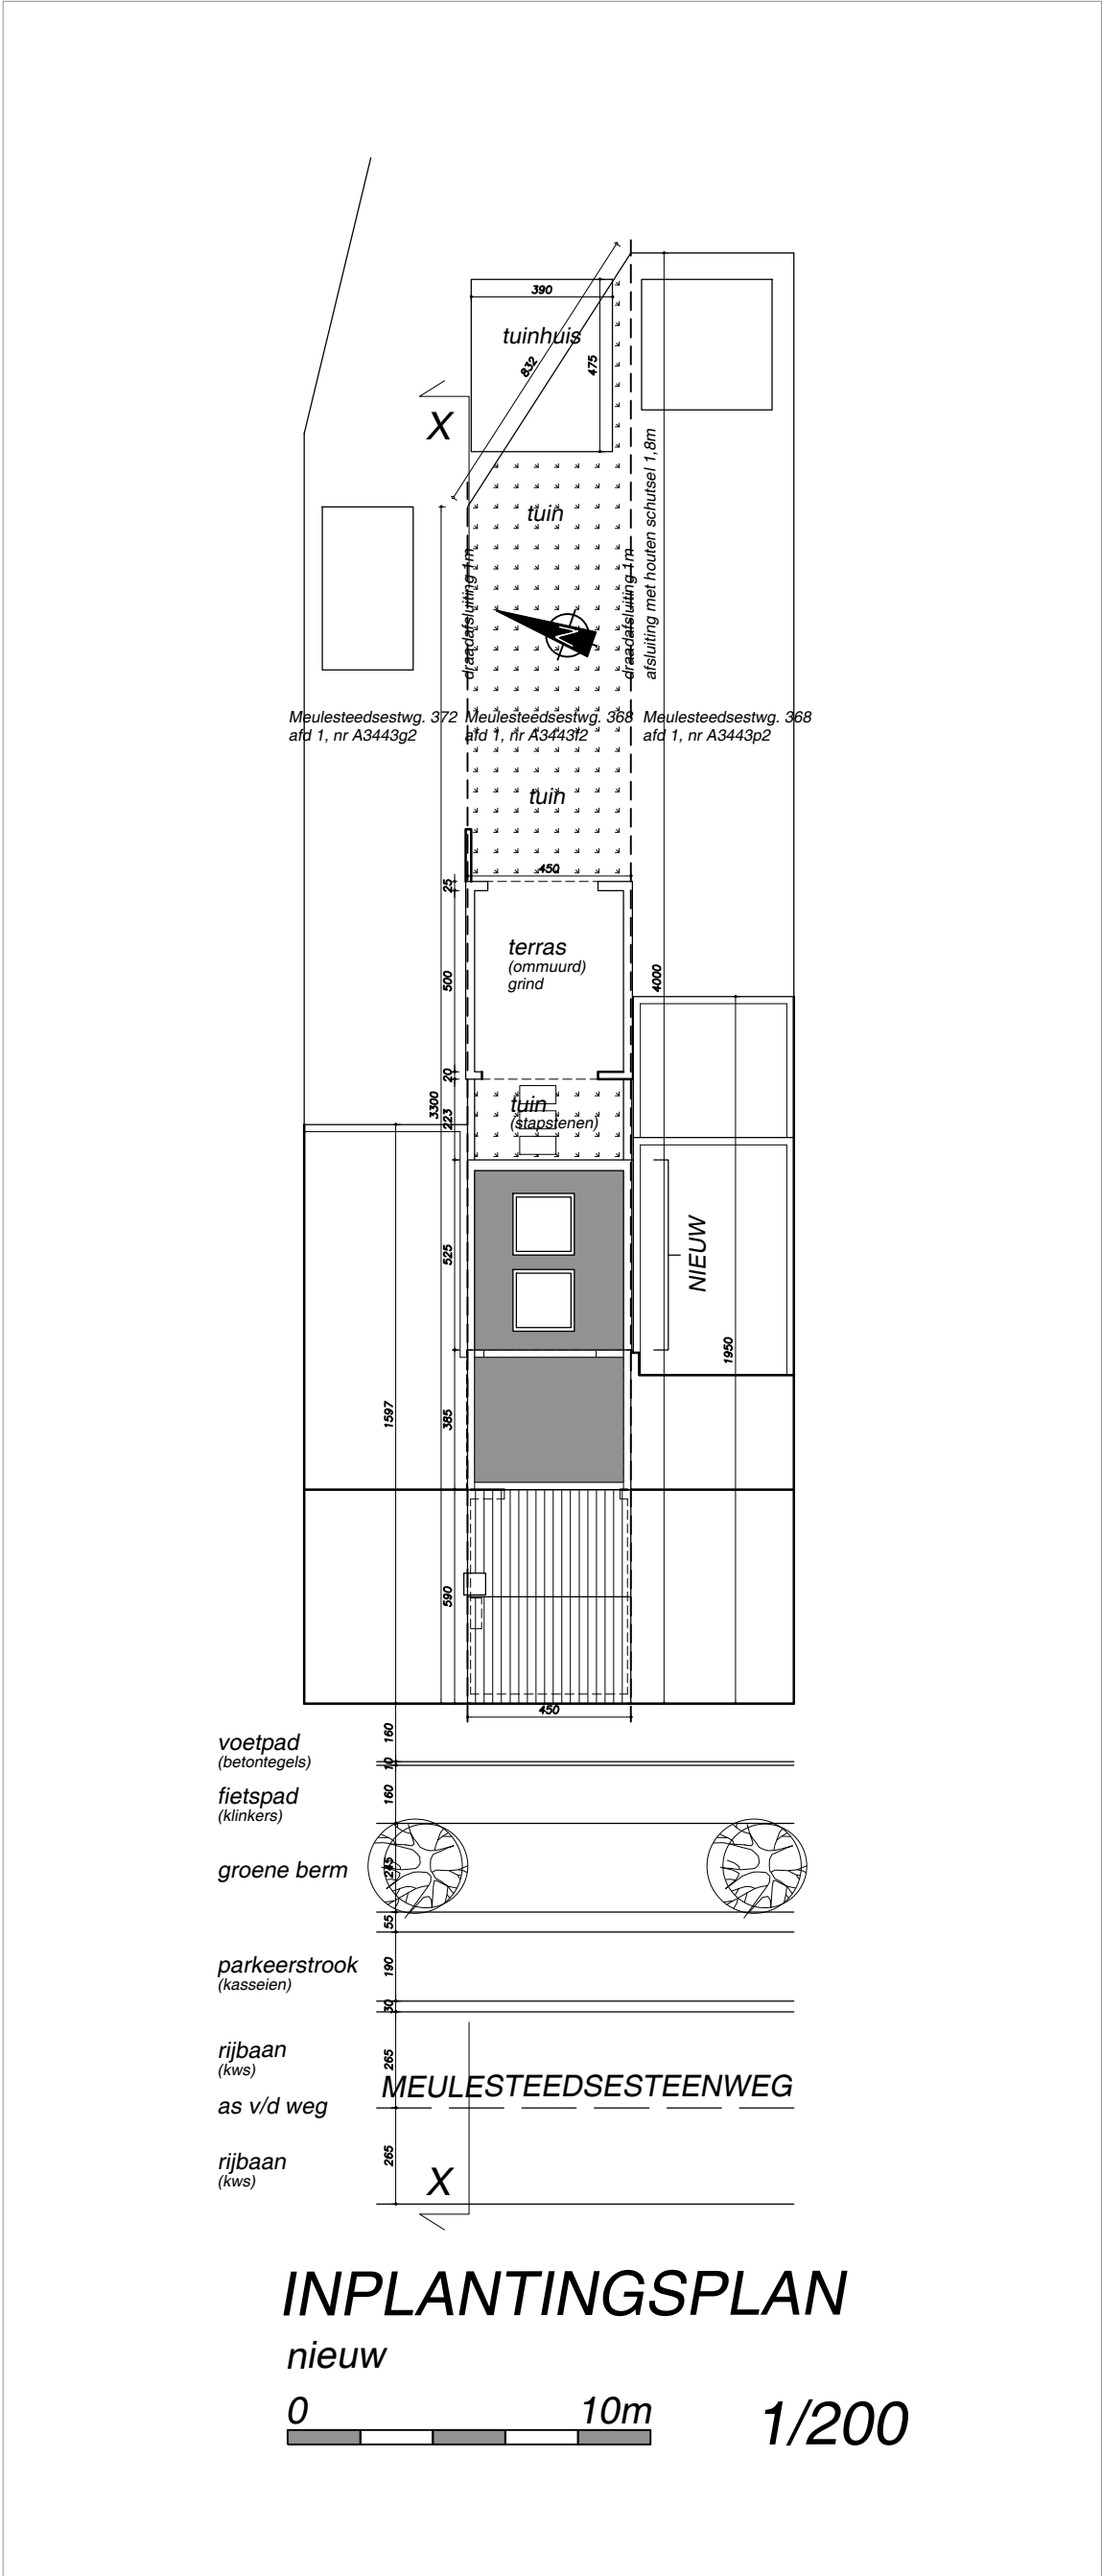 390
tuinhuis
832
475
X
tuin
draadafsluiting 1m
draadafsluiting 1m
afsluiting met houten schutsel 1,8m
Meulesteedsestwg. 372
afd 1, nr A3443g2
Meulesteedsestwg. 368
afd 1, nr A3443f2
Meulesteedsestwg. 368
afd 1, nr A3443p2
tuin
450
25
terras
(ommuurd)
grind
500
4000
20
3300
223
tuin
(stapstenen)
525
NIEUW
1950
1597
385
590
450
voetpad
(betontegels)
160
10
fietspad
(klinkers)
160
groene berm
245
55
parkeerstrook
(kasseien)
190
30
rijbaan
(kws)
265
MEULESTEEDSESTEENWEG
as v/d weg
rijbaan
(kws)
265
X
INPLANTINGSPLAN
nieuw
0 10m
1/200